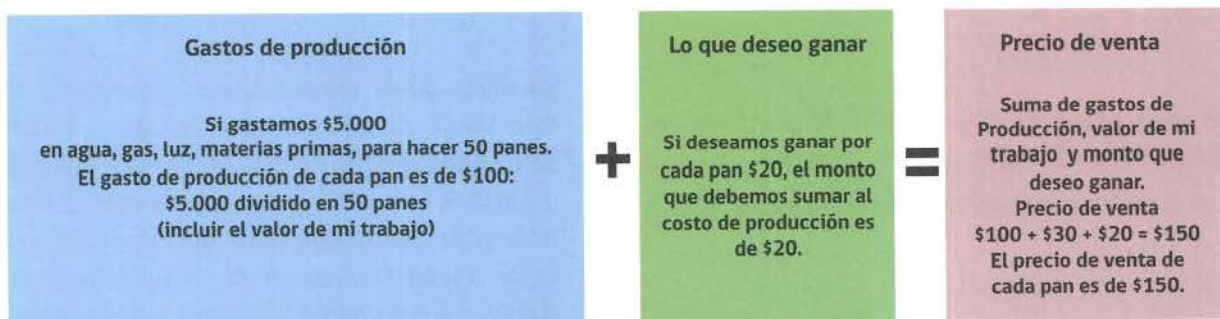 Gastos de producción
Si gastamos $5.000
en agua, gas, luz, materias primas, para hacer 50 panes.
El gasto de producción de cada pan es de $100:
$5.000 dividido en 50 panes
(incluir el valor de mi trabajo)
+
Lo que deseo ganar
Si deseamos ganar por
cada pan $20, el monto
que debemos sumar al
costo de producción es
de $20.
=
Precio de venta
Suma de gastos de
Producción, valor de mi
trabajo y monto que
deseo ganar.
Precio de venta
$100 + $30 + $20 = $150
El precio de venta de
cada pan es de $150.